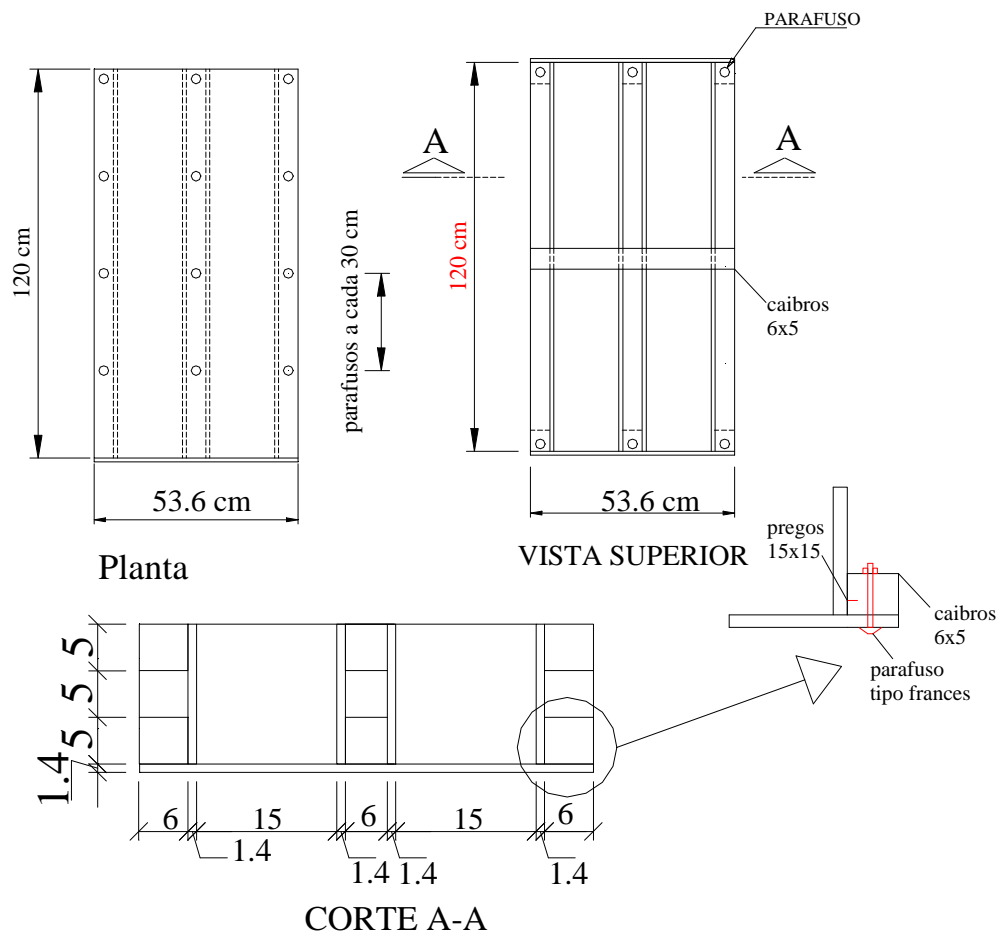 PARAFUSO
A
A
120 cm
parafusos a cada 30 cm
120 cm
caibros
6x5
53.6 cm
53.6 cm
Planta
VISTA SUPERIOR
pregos
15x15
caibros
6x5
parafuso
tipo frances
5
5
5
1.4
6
15
6
15
6
1.4
1.4
1.4
1.4
CORTE A-A